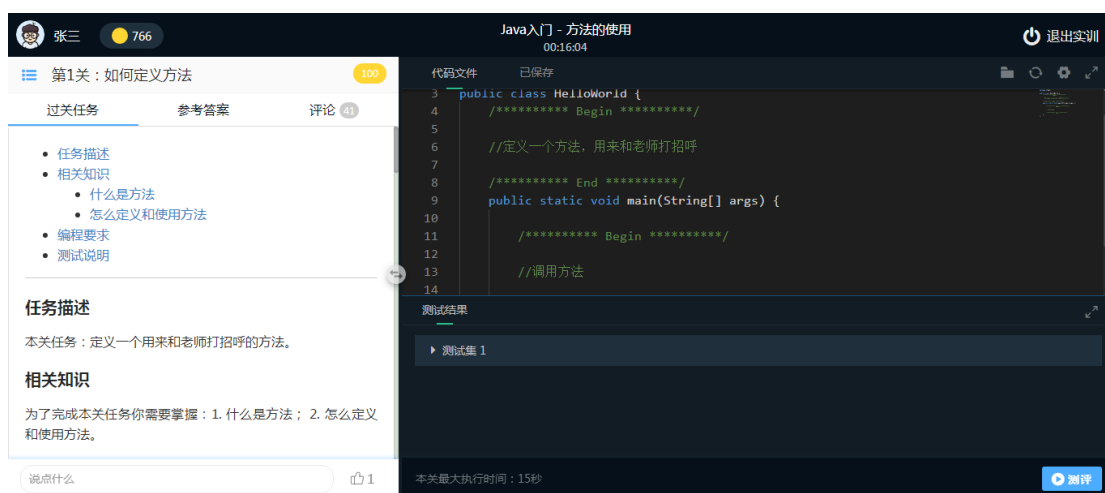 张三
766
Java入门 - 方法的使用
00:16:04
退出实训
第1关：如何定义方法
100
过关任务
参考答案
评论 41
任务描述
相关知识
什么是方法
怎么定义和使用方法
编程要求
测试说明
任务描述
本关任务：定义一个用来和老师打招呼的方法。
相关知识
为了完成本关任务你需要掌握：1. 什么是方法； 2. 怎么定义
和使用方法。
说点什么
1
代码文件
已保存
3 public class HelloWorld {
4 /********** Begin **********/
5
6 //定义一个方法，用来和老师打招呼
7
8 /********** End **********/
9 public static void main(String[] args) {
10
11 /********** Begin **********/
12
13 //调用方法
14
测试结果
测试集 1
本关最大执行时间：15秒
测评